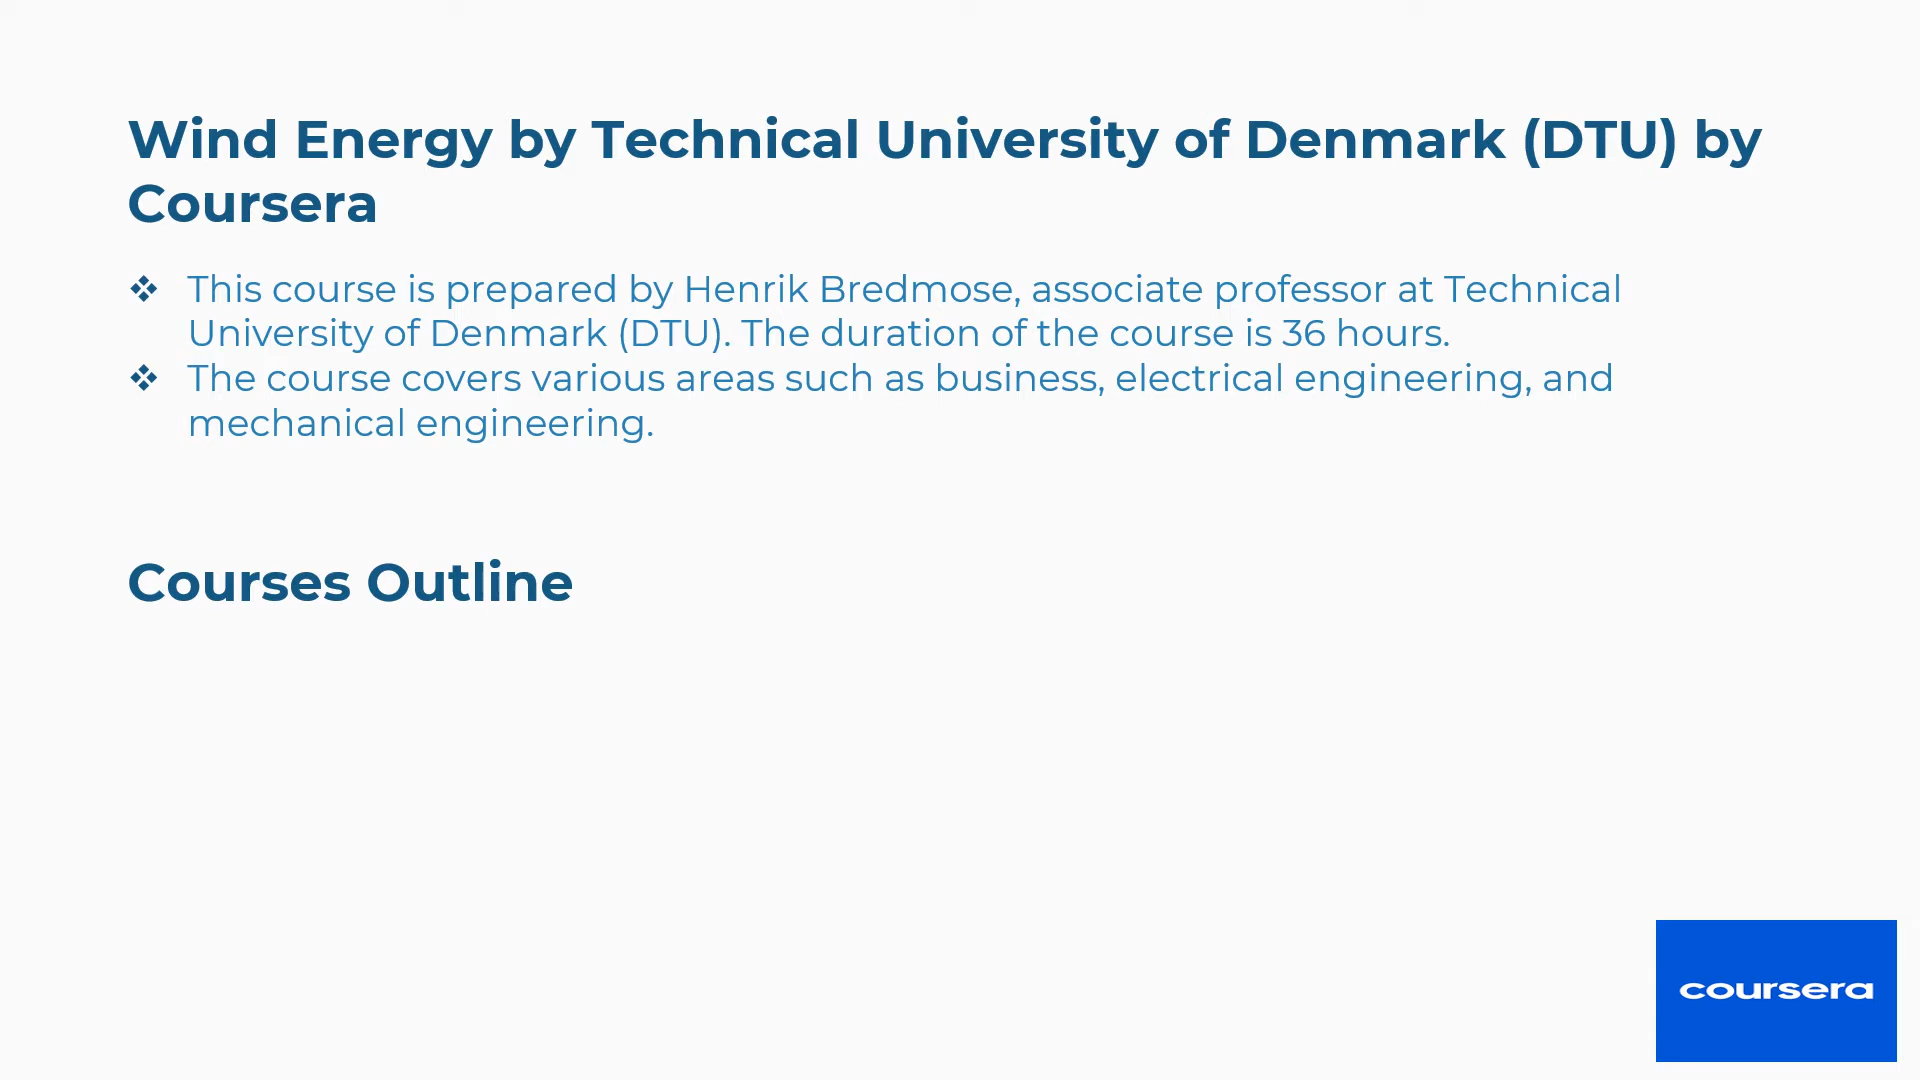 Wind Energy by Technical University of Denmark (DTU) by
Coursera
❖ This course is prepared by Henrik Bredmose, associate professor at Technical
University of Denmark (DTU). The duration of the course is 36 hours.
❖ The course covers various areas such as business, electrical engineering, and
mechanical engineering.
Courses Outline
coursera